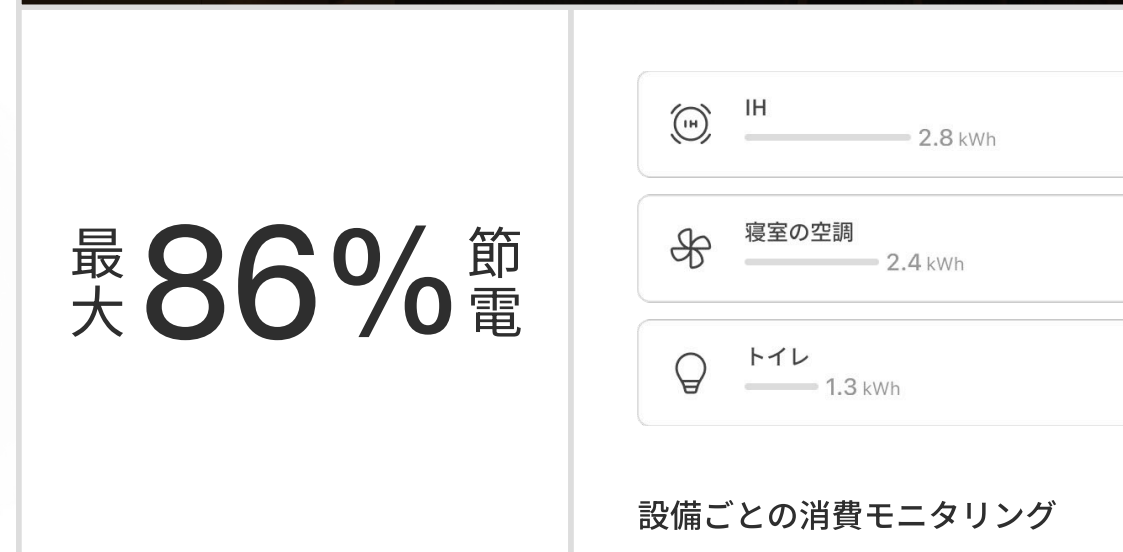 最大86%節電
IH
IH
2.8 kWh
寝室の空調
2.4 kWh
トイレ
1.3 kWh
設備ごとの消費モニタリング